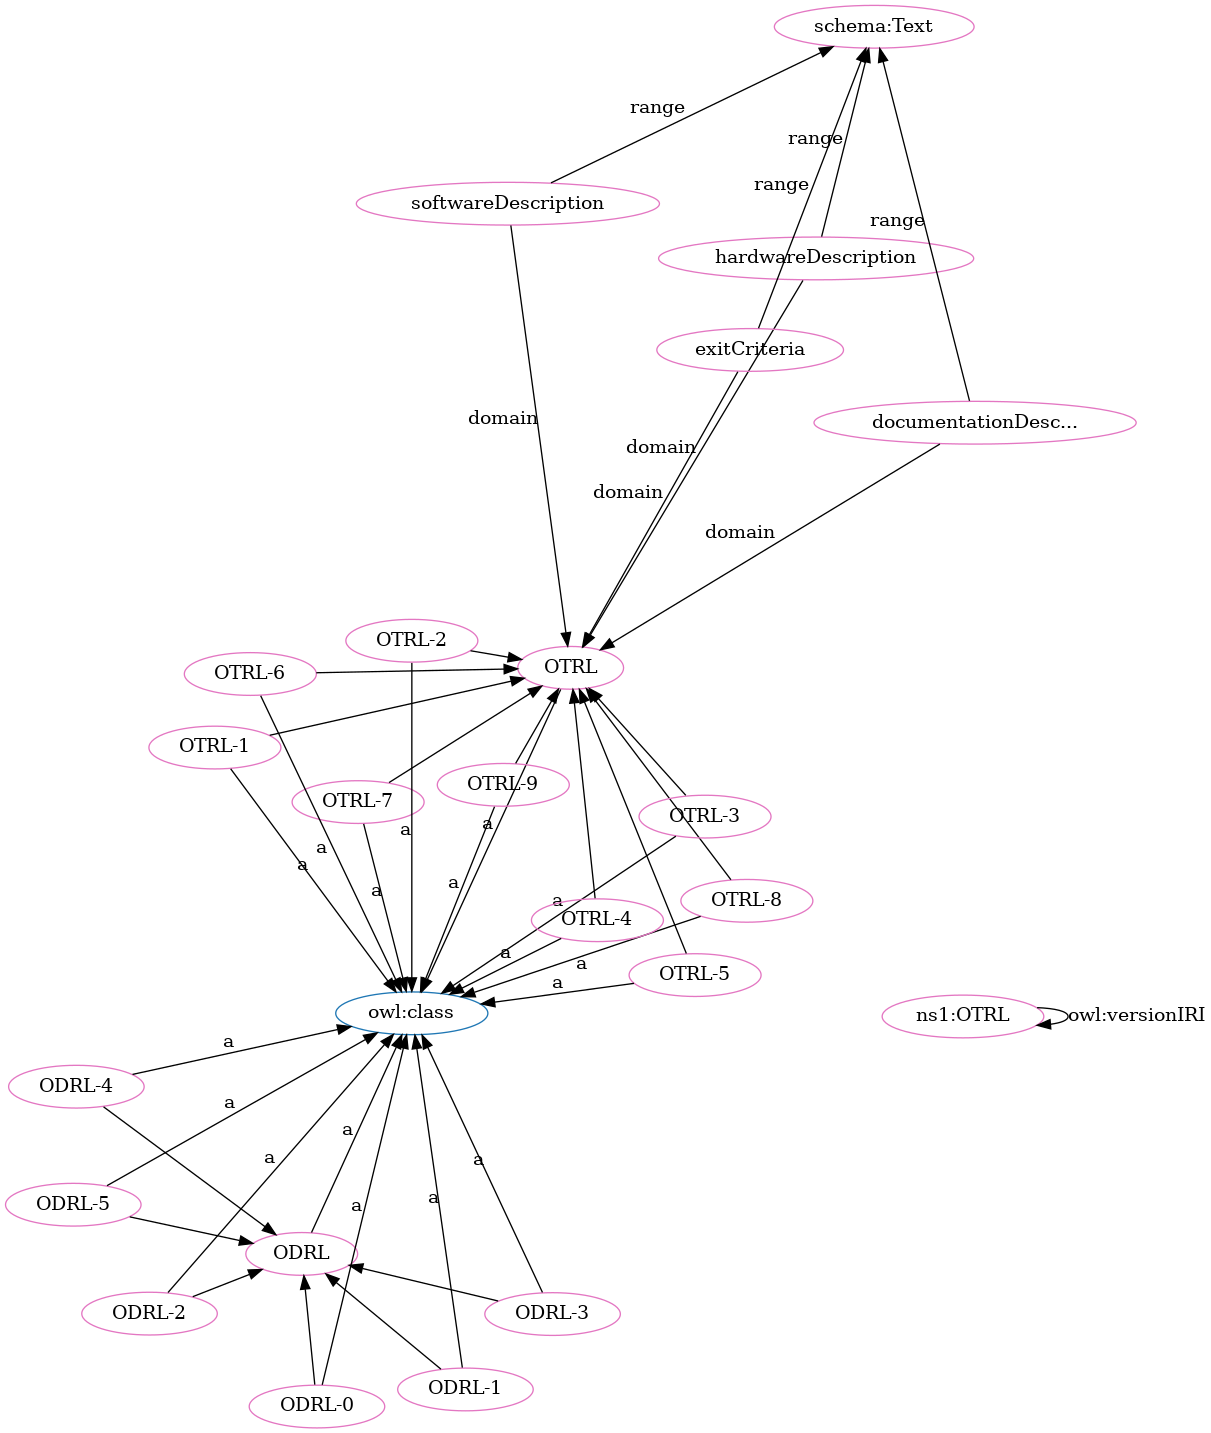 schema:Text
range
range
softwareDescription
range
range
hardwareDescription
exitCriteria
domain
documentationDesc...
domain
domain
domain
OTRL-2
OTRL
OTRL-6
OTRL-1
OTRL-9
OTRL-7
OTRL-3
a
a
a
a
a
a
a
OTRL-8
a
OTRL-4
a
a
OTRL-5
a
owl:class
ns1:OTRL
owl:versionIRI
a
ODRL-4
a
a
a
a
a
a
ODRL-5
ODRL
ODRL-2
ODRL-3
ODRL-1
ODRL-0